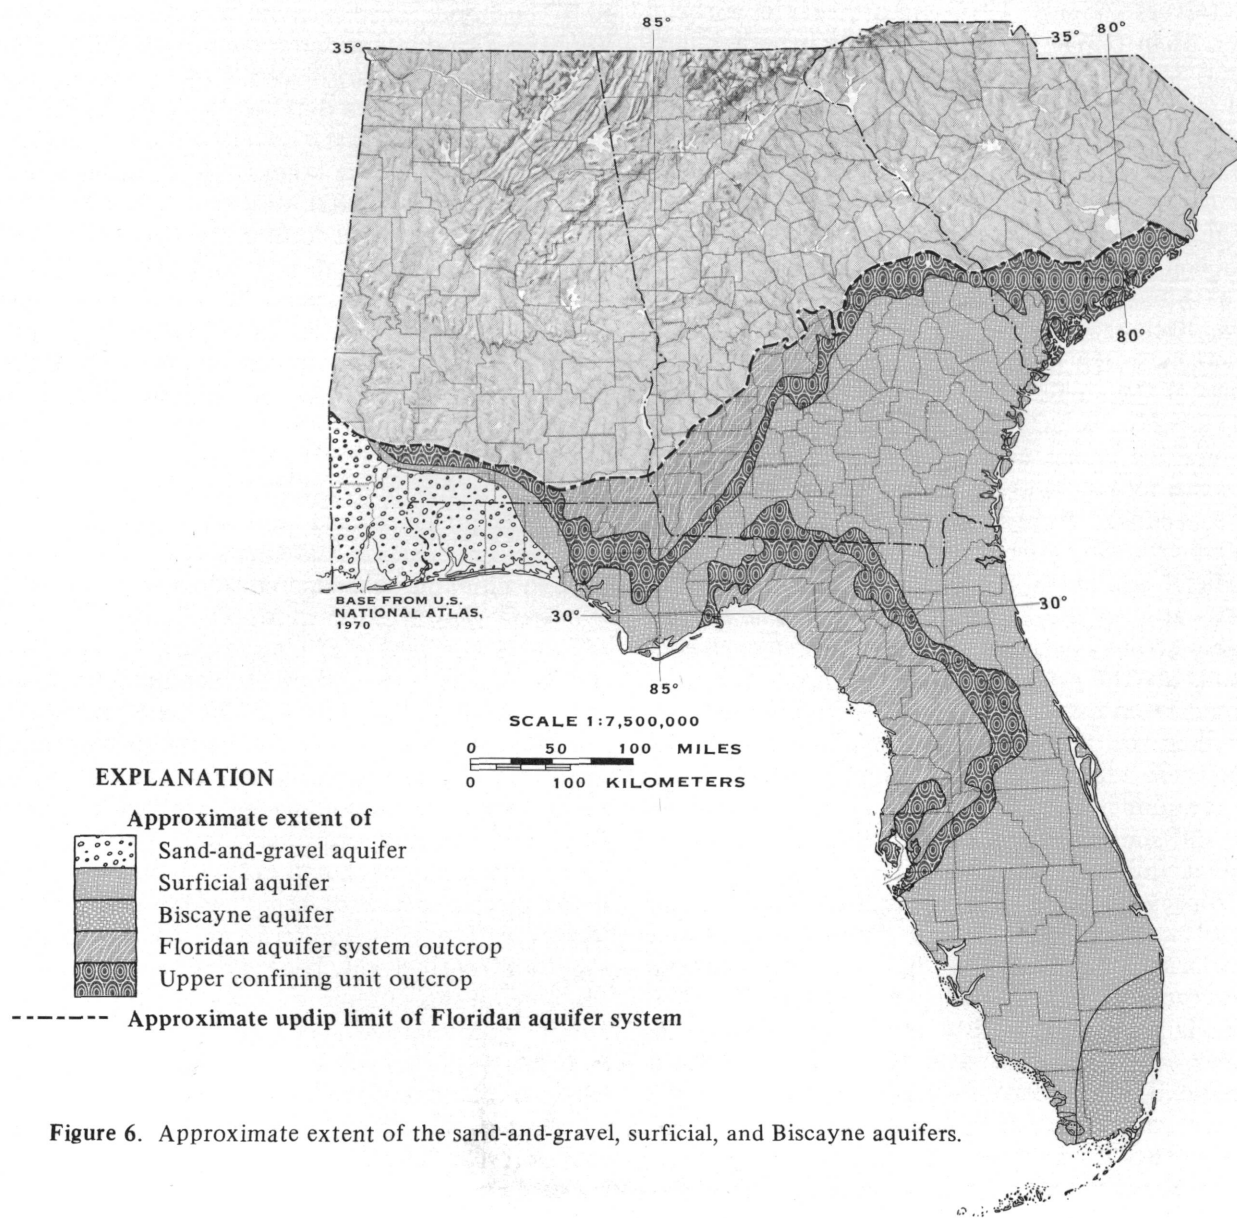 85°
35°
35°
80°
80°
BASE FROM U.S.
NATIONAL ATLAS,
1970
30°
30°
85°
SCALE 1:7,500,000
0 50 100 MILES
0 100 KILOMETERS
EXPLANATION
Approximate extent of
Sand-and-gravel aquifer
Surficial aquifer
Biscayne aquifer
Floridan aquifer system outcrop
Upper confining unit outcrop
Approximate updip limit of Floridan aquifer system
Figure 6. Approximate extent of the sand-and-gravel, surficial, and Biscayne aquifers.